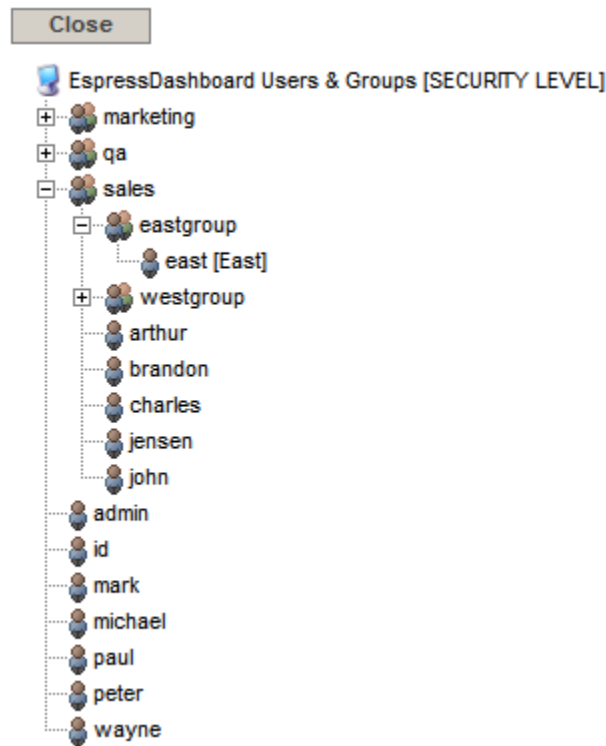 Close
EspressDashboard Users & Groups [SECURITY LEVEL]
marketing
qa
sales
eastgroup
east [East]
westgroup
arthur
brandon
charles
jensen
john
admin
id
mark
michael
paul
peter
wayne